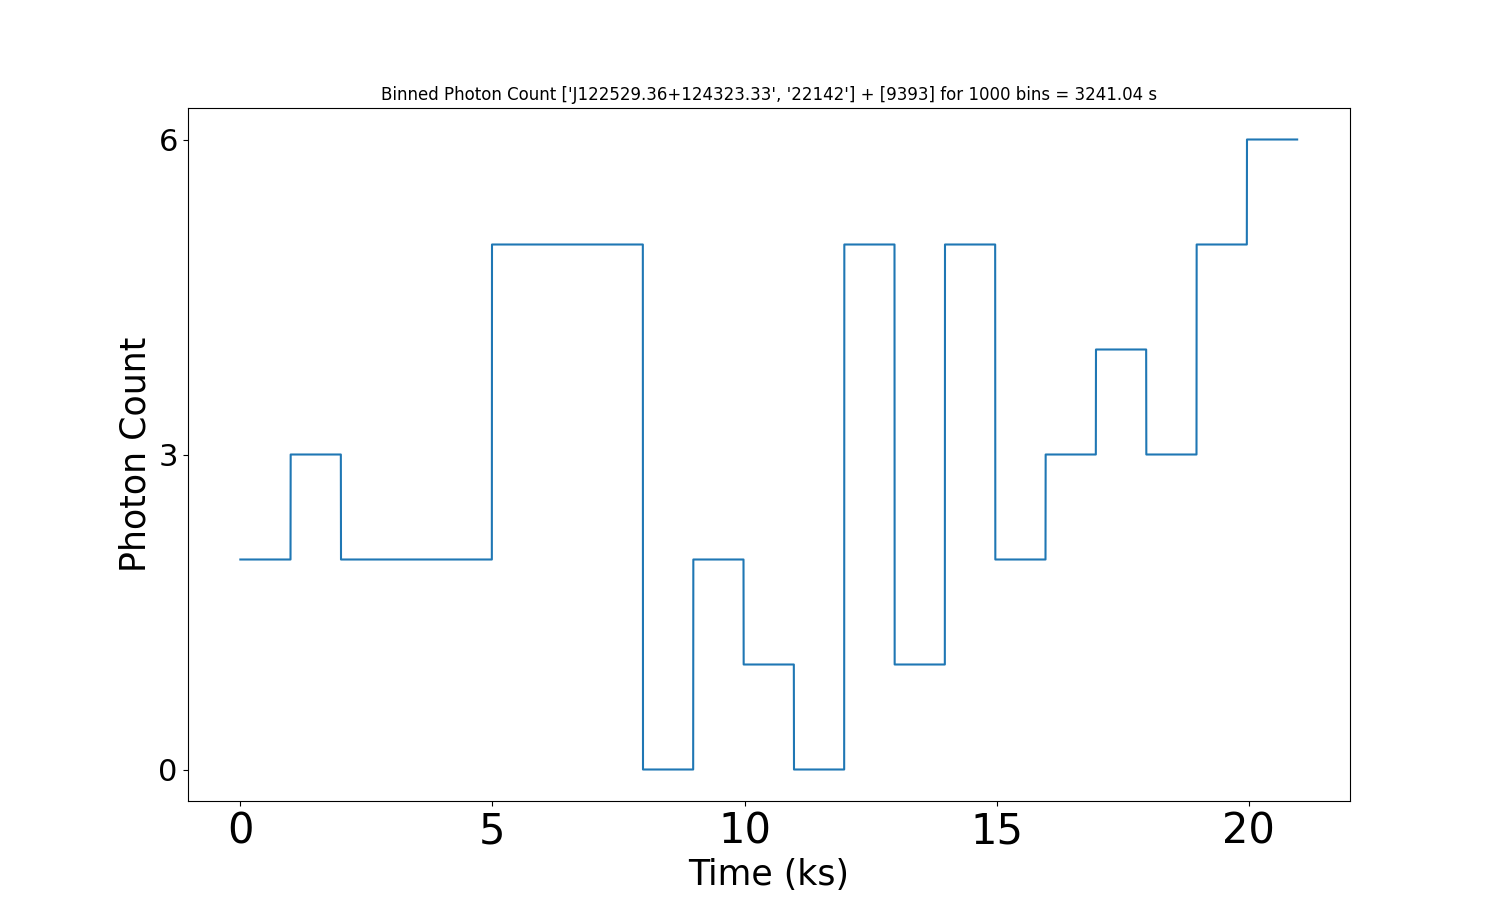 Binned Photon Count ['J122529.36+124323.33', '22142'] + [9393] for 1000 bins = 3241.04 s
6
3
0
Photon Count
0 5 10 15 20
Time (ks)